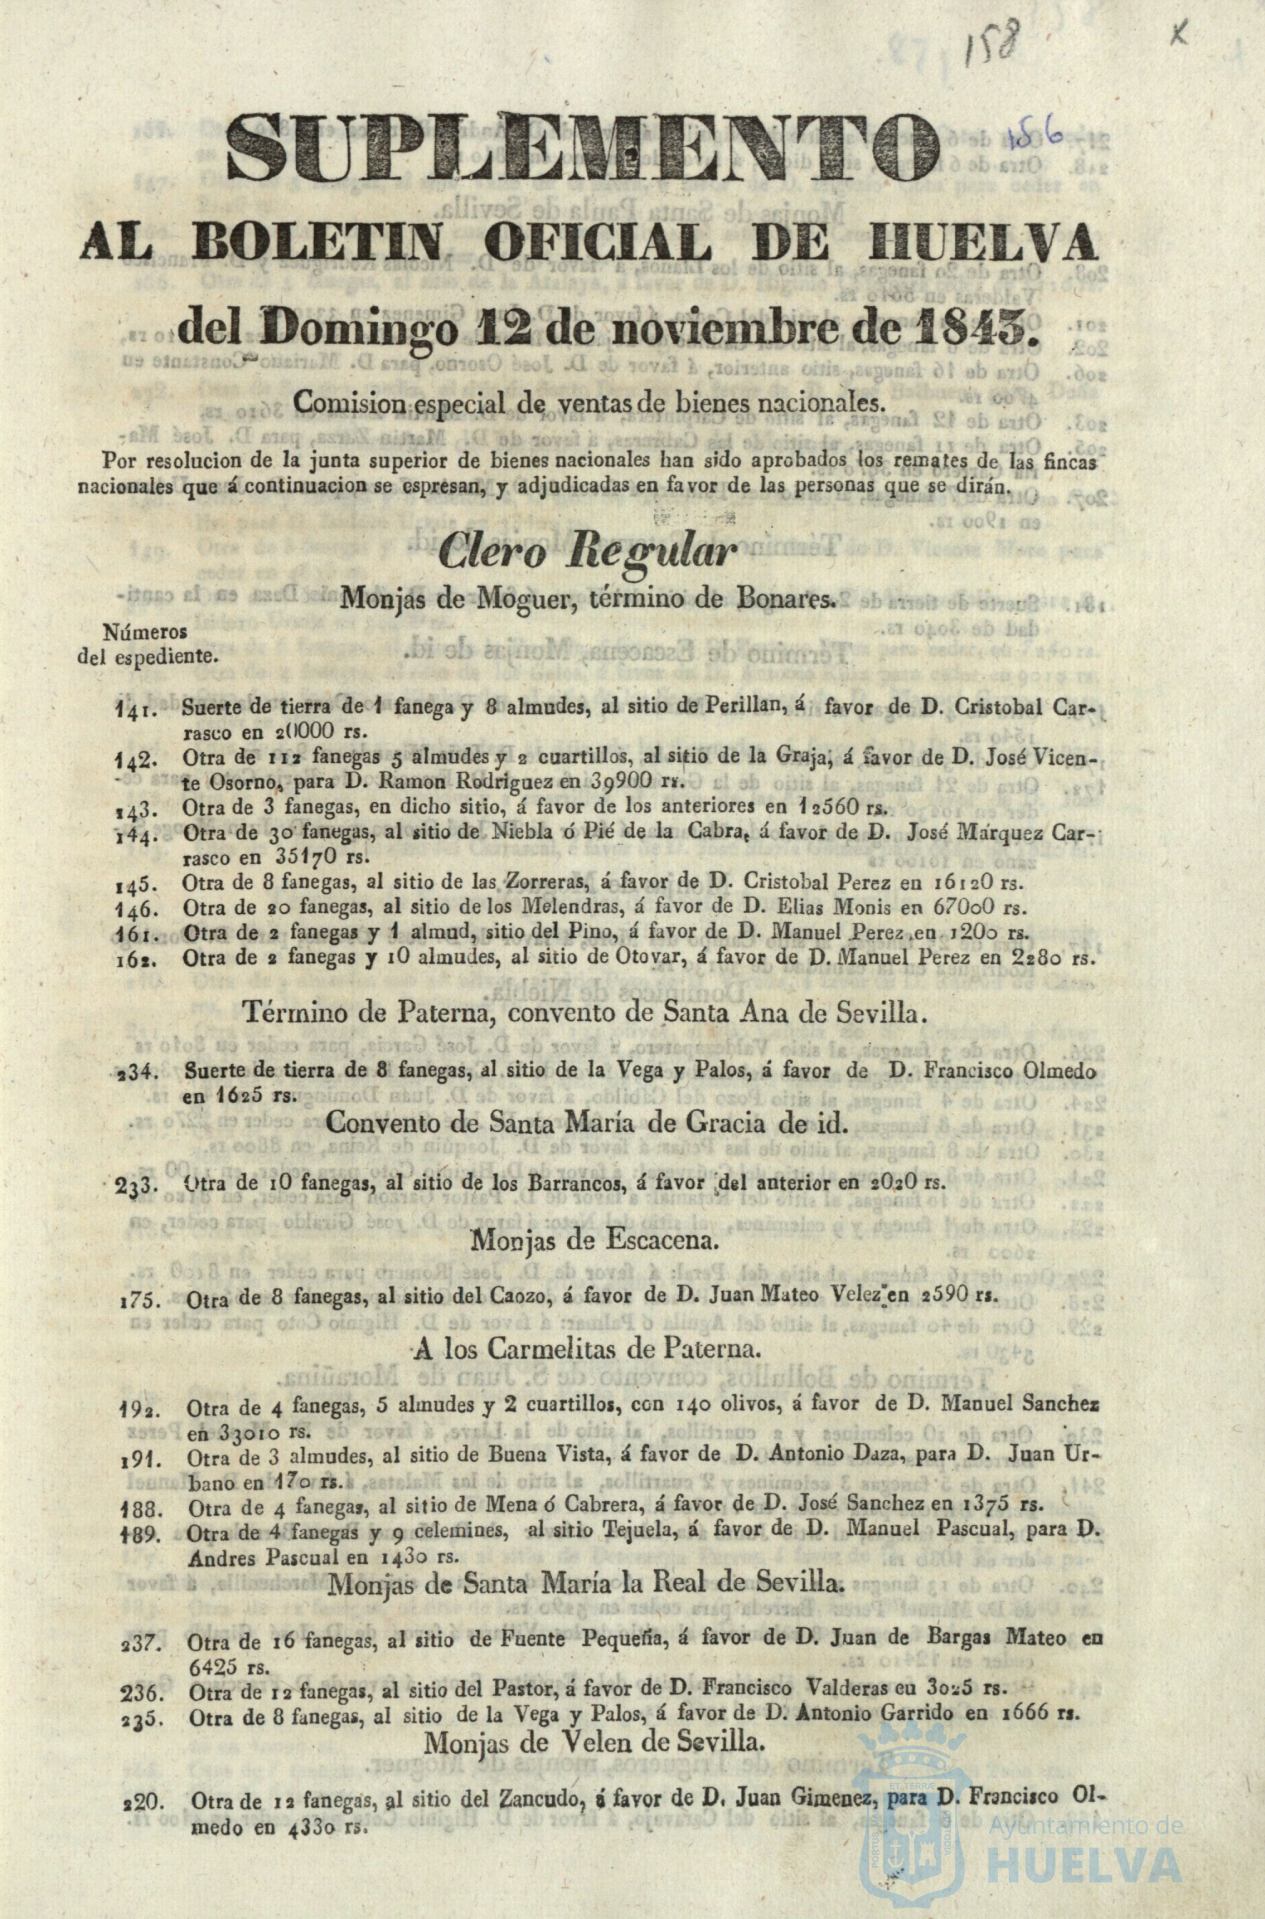 158
x
SUPLEMENTO
156
AL BOLETIN OFICIAL DE HUELVA
del Domingo 12 de noviembre de 1843.
Comision especial de ventas de bienes nacionales.
Por resolucion de la junta superior de bienes nacionales han sido aprobados los remates de las fincas
nacionales que á continuacion se espresan, y adjudicadas en favor de las personas que se dirán.
Clero Regular
Monjas de Moguer, término de Bonares.
Números
del espediente.
141. Suerte de tierra de 1 fanega y 8 almudes, al sitio de Perillan, á favor de D. Cristobal Car-
rasco en 20000 rs.
142. Otra de 112 fanegas 5 almudes y 2 cuartillos, al sitio de la Graja, á favor de D. José Vicen-
te Osorno, para D. Ramon Rodriguez en 39900 rs.
143. Otra de 3 fanegas, en dicho sitio, á favor de los anteriores en 12560 rs.
144. Otra de 30 fanegas, al sitio de Niebla ó Pié de la Cabra, á favor de D. José Márquez Car-
rasco en 35170 rs.
145. Otra de 8 fanegas, al sitio de las Zorreras, á favor de D. Cristobal Perez en 16120 rs.
146. Otra de 20 fanegas, al sitio de los Melendras, á favor de D. Elias Monis en 67000 rs.
161. Otra de 2 fanegas y 1 almud, sitio del Pino, á favor de D. Manuel Perez en 1200 rs.
162. Otra de 2 fanegas y 10 almudes, al sitio de Otovar, á favor de D. Manuel Perez en 2280 rs.
Término de Paterna, convento de Santa Ana de Sevilla.
234. Suerte de tierra de 8 fanegas, al sitio de la Vega y Palos, á favor de D. Francisco Olmedo
en 1625 rs.
Convento de Santa María de Gracia de id.
233. Otra de 10 fanegas, al sitio de los Barrancos, á favor del anterior en 2020 rs.
Monjas de Escacena.
175. Otra de 8 fanegas, al sitio del Caozo, á favor de D. Juan Mateo Velez en 2590 rs.
A los Carmelitas de Paterna.
192. Otra de 4 fanegas, 5 almudes y 2 cuartillos, con 140 olivos, á favor de D. Manuel Sanchez
en 33010 rs.
191. Otra de 3 almudes, al sitio de Buena Vista, á favor de D. Antonio Daza, para D. Juan Ur-
bano en 170 rs.
188. Otra de 4 fanegas, al sitio de Mena ó Cabrera, á favor de D. José Sanchez en 1375 rs.
189. Otra de 4 fanegas y 9 celemines, al sitio Tejuela, á favor de D. Manuel Pascual, para D.
Andres Pascual en 1430 rs.
Monjas de Santa María la Real de Sevilla.
237. Otra de 16 fanegas, al sitio de Fuente Pequeña, á favor de D. Juan de Bargas Mateo en
6425 rs.
236. Otra de 12 fanegas, al sitio del Pastor, á favor de D. Francisco Valderas eu 3025 rs.
235. Otra de 8 fanegas, al sitio de la Vega y Palos, á favor de D. Antonio Garrido en 1666 rs.
Monjas de Velen de Sevilla.
220. Otra de 12 fanegas, al sitio del Zancudo, á favor de D. Juan Gimenez, para D. Francisco Ol-
medo en 4330 rs.
Ayuntamiento de
HUELVA